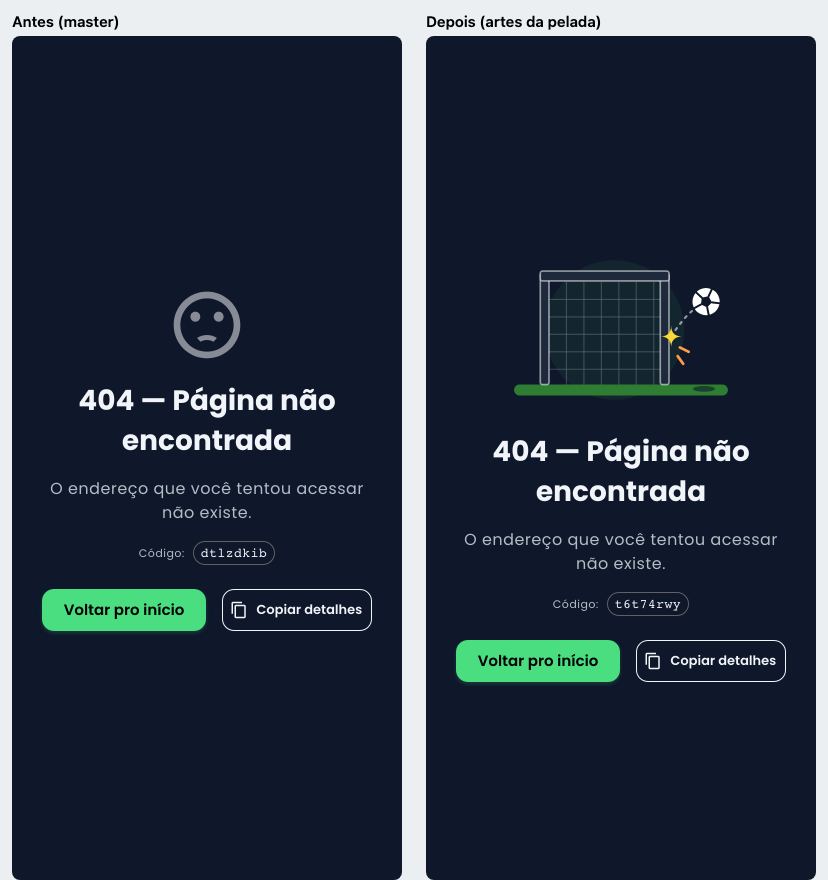 Antes (master)
404 — Página não
encontrada
O endereço que você tentou acessar
não existe.
Código: dtlzdkib
Voltar pro início
Copiar detalhes
Depois (artes da pelada)
404 — Página não
encontrada
O endereço que você tentou acessar
não existe.
Código: t6t74rwy
Voltar pro início
Copiar detalhes